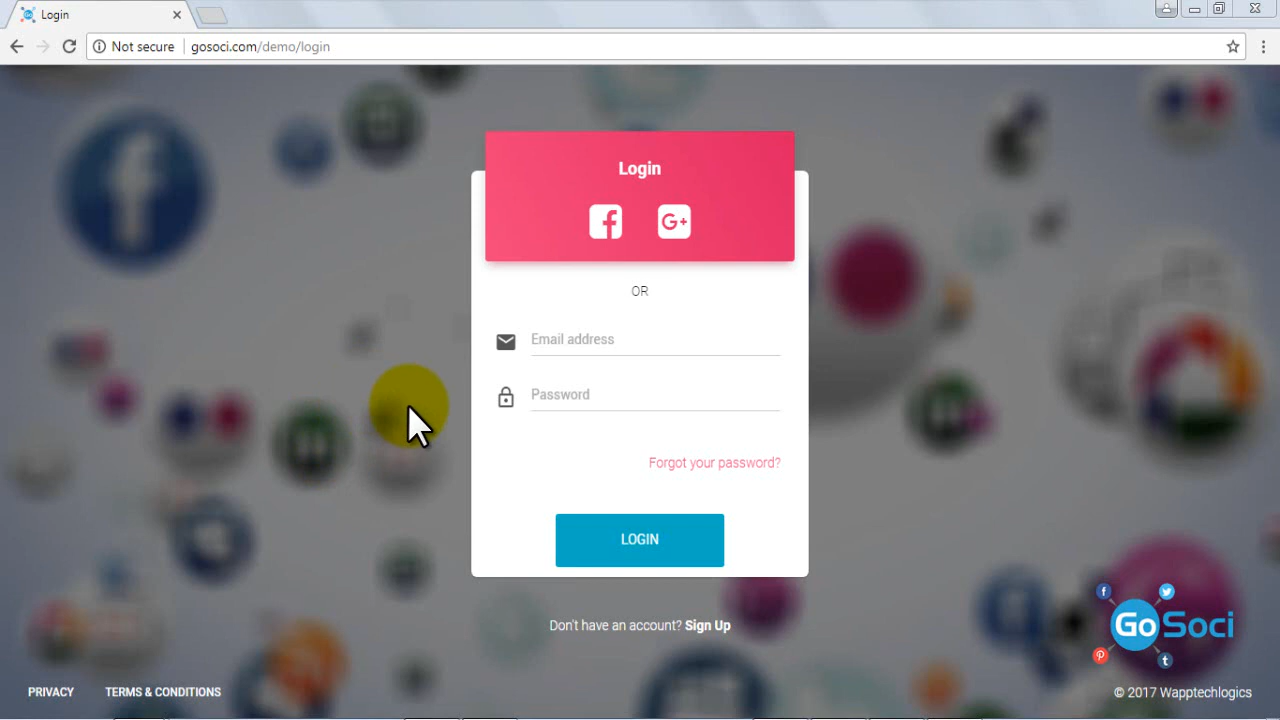 Login
Not secure gosoci.com/demo/login
Login
OR
Email address
Password
Forgot your password?
LOGIN
Don't have an account? Sign Up
GoSoci
PRIVACY TERMS & CONDITIONS
© 2017 Wapptechlogics